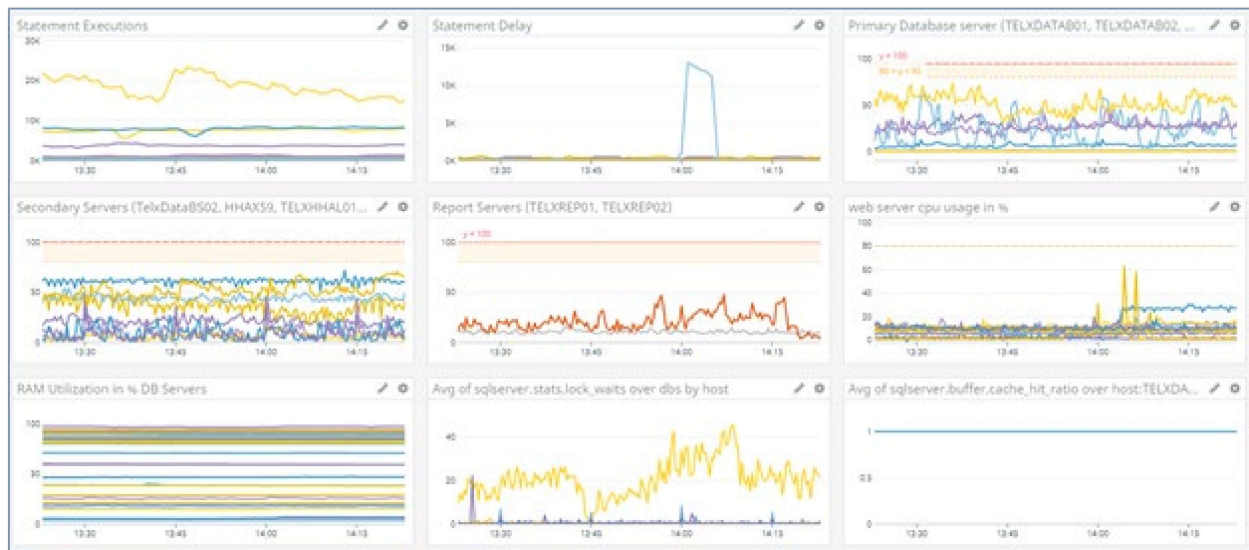 Statement Executions
30K
20K
10K
0K
13:30 13:45 14:00 14:15
Statement Delay
15K
10K
5K
0K
13:30 13:45 14:00 14:15
Primary Database server (TELXDATAB01, TELXDATAB02, ...
y = 100
100
50
0
13:30 13:45 14:00 14:15
Secondary Servers (TelxDataBS02, HHAXS9, TELXHHAL01...
100
50
0
13:30 13:45 14:00 14:15
Report Servers (TELXREP01, TELXREP02)
y = 100
100
50
0
13:30 13:45 14:00 14:15
web server cpu usage in %
100
80
60
40
20
0
13:30 13:45 14:00 14:15
RAM Utilization in % DB Servers
100
50
0
13:30 13:45 14:00 14:15
Avg of sqlserver.stats.lock_waits over dbs by host
40
20
0
13:30 13:45 14:00 14:15
Avg of sqlserver.buffer.cache_hit_ratio over host:TELXDA...
1
0.5
0
13:30 13:45 14:00 14:15